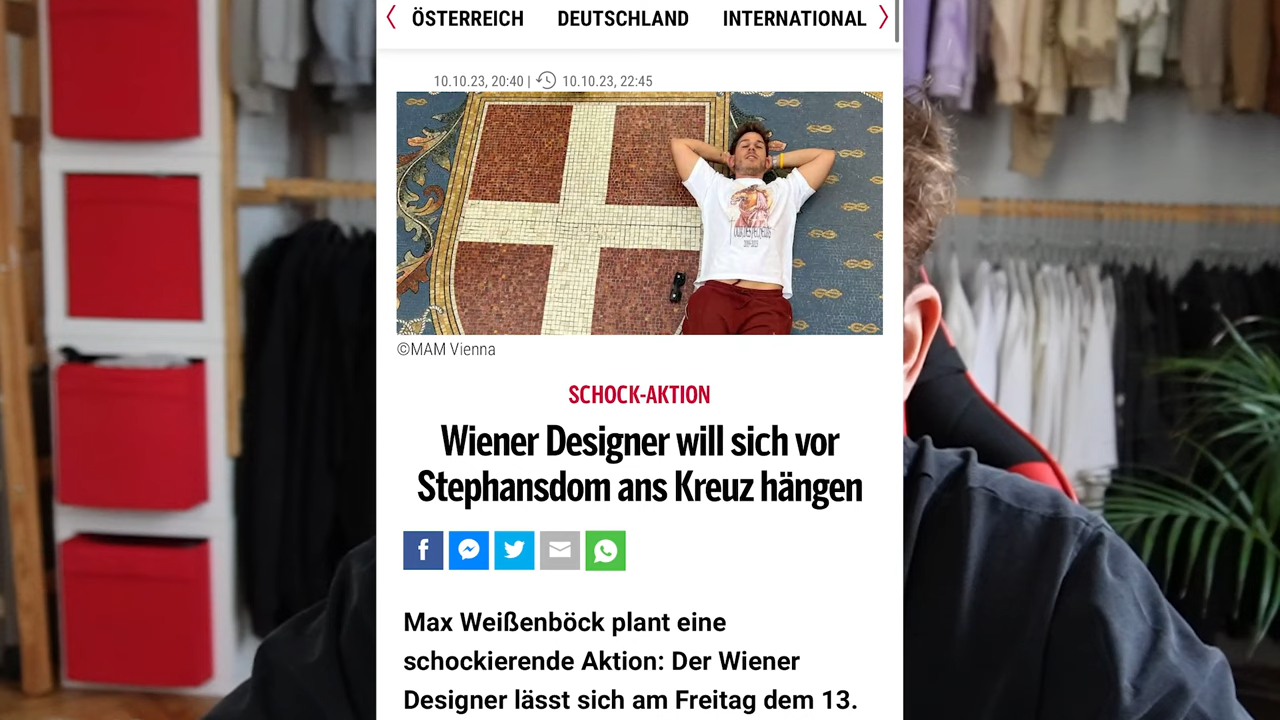 ÖSTERREICH DEUTSCHLAND INTERNATIONAL
10.10.23, 20:40 | 10.10.23, 22:45
©MAM Vienna
SCHOCK-AKTION
Wiener Designer will sich vor
Stephansdom ans Kreuz hängen
Max Weißenböck plant eine
schockierende Aktion: Der Wiener
Designer lässt sich am Freitag dem 13.